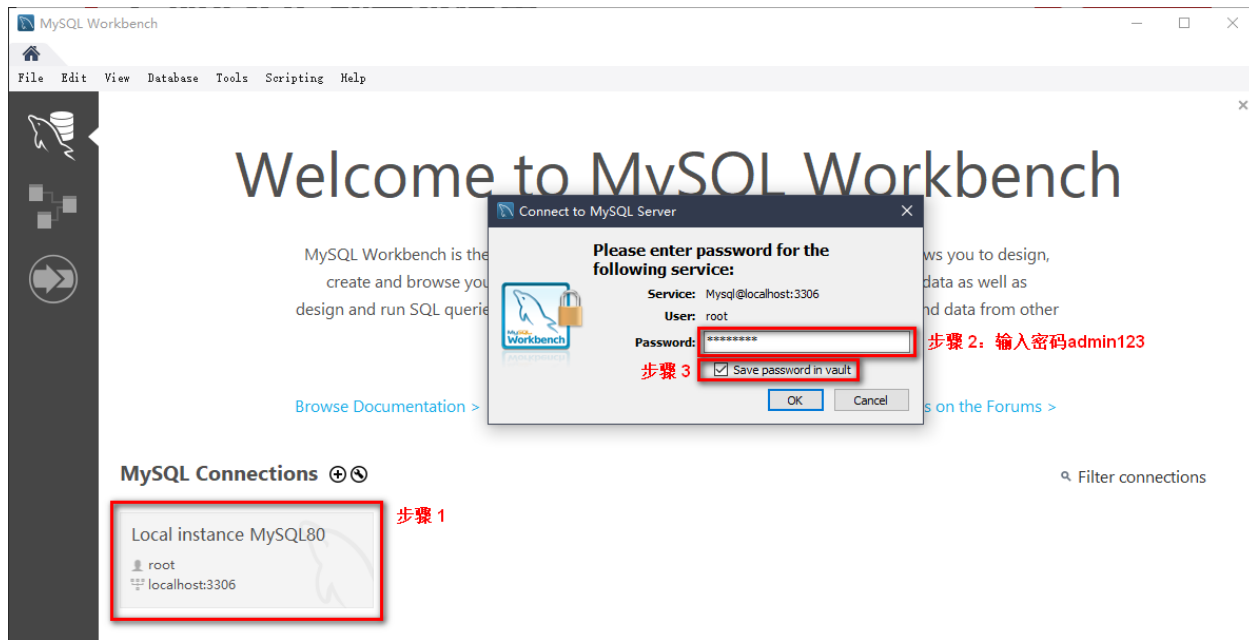 MySQL Workbench
File Edit View Database Tools Scripting Help
Welcome to MySQL Workbench
Connect to MySQL Server
MySQL Workbench is the
ws you to design,
create and browse you
data as well as
design and run SQL querie
nd data from other
Please enter password for the
following service:
Service: Mysql@localhost:3306
User: root
Password: ********
步骤 2：输入密码admin123
步骤 3
Save password in vault
OK Cancel
MySQL
Workbench
Browse Documentation >
s on the Forums >
MySQL Connections
Filter connections
步骤 1
Local instance MySQL80
root
localhost:3306